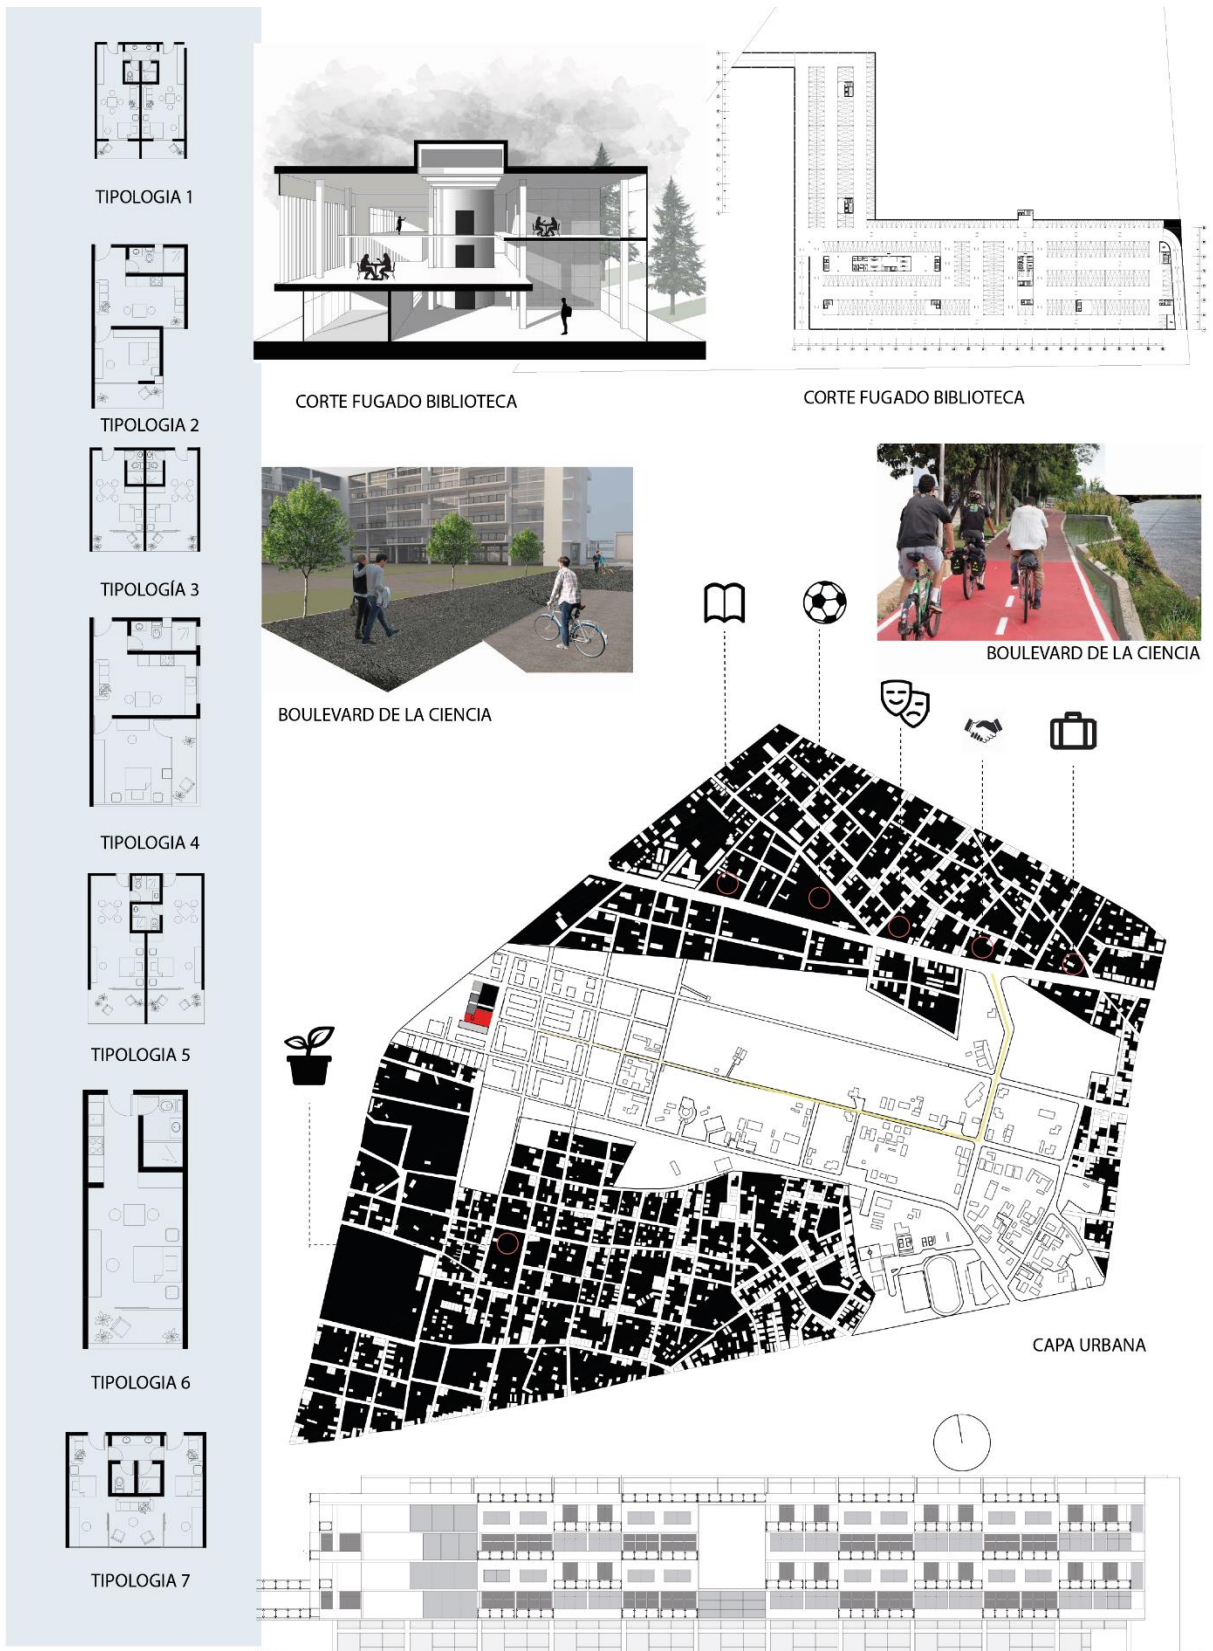 TIPOLOGIA 1
TIPOLOGIA 2
TIPOLOGÍA 3
TIPOLOGIA 4
TIPOLOGIA 5
TIPOLOGIA 6
TIPOLOGIA 7
CORTE FUGADO BIBLIOTECA
CORTE FUGADO BIBLIOTECA
BOULEVARD DE LA CIENCIA
BOULEVARD DE LA CIENCIA
CAPA URBANA